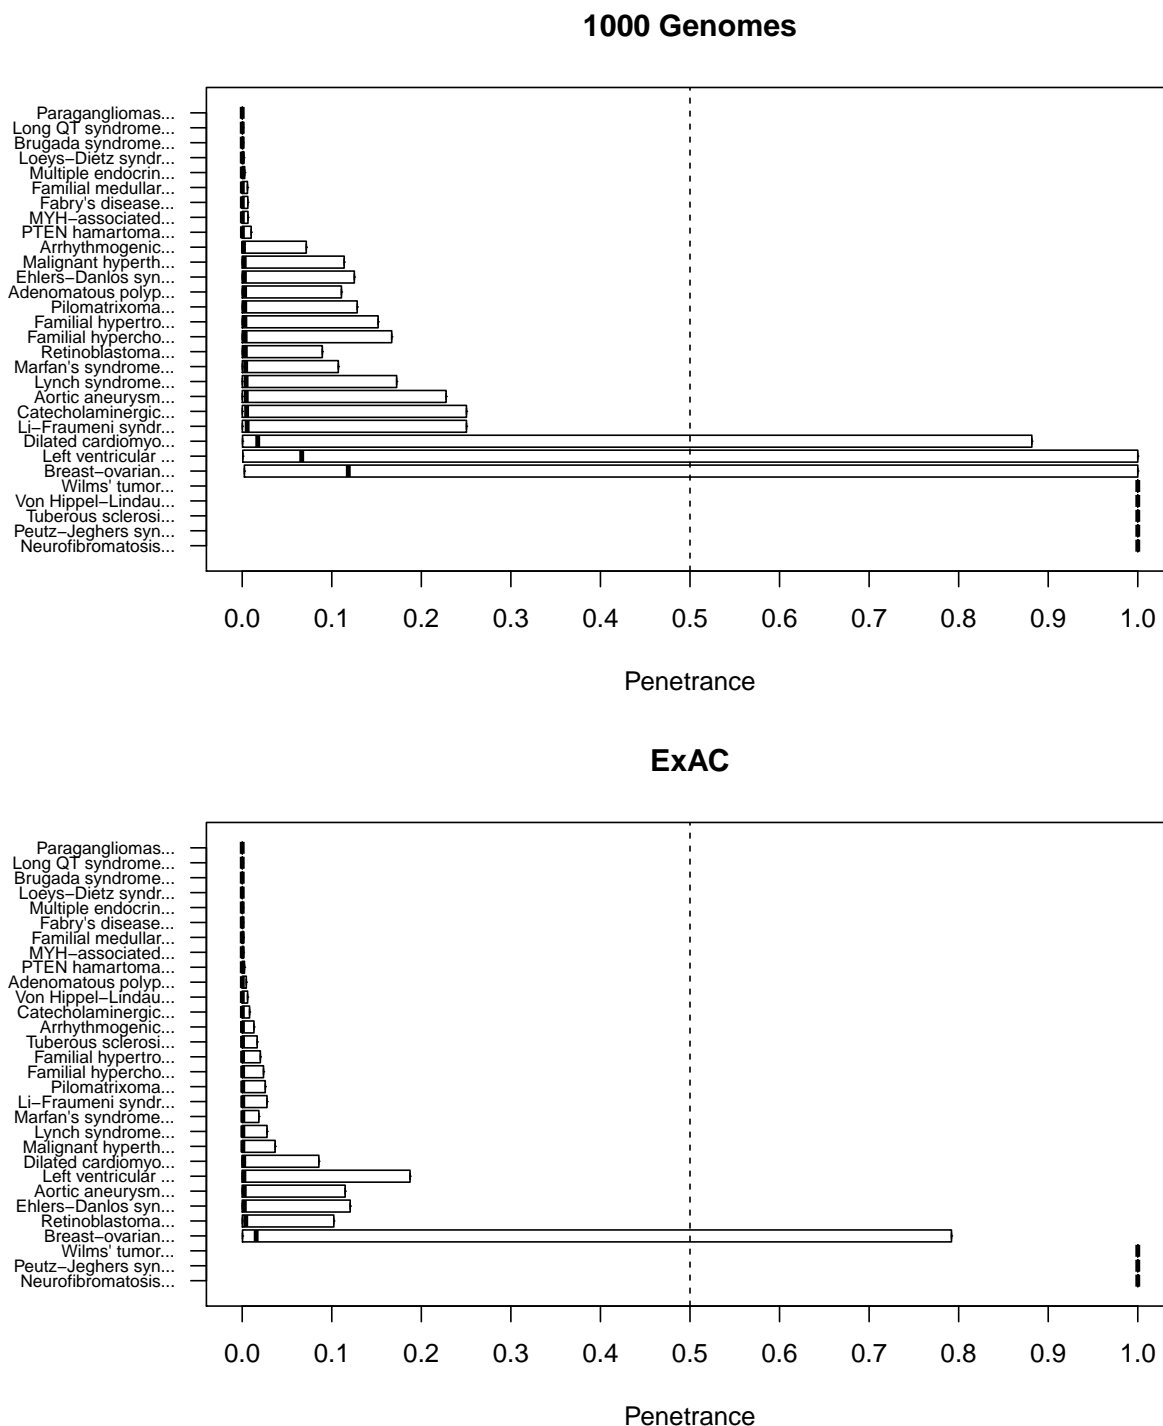 1000 Genomes
Paragangliomas...
Long QT syndrome...
Brugada syndrome...
Loeys−Dietz syndr...
Multiple endocrin...
Familial medullar...
Fabry's disease...
MYH−associated...
PTEN hamartoma...
Arrhythmogenic...
Malignant hyperth...
Ehlers−Danlos syn...
Adenomatous polyp...
Pilomatrixoma...
Familial hypertro...
Familial hypercho...
Retinoblastoma...
Marfan's syndrome...
Lynch syndrome...
Aortic aneurysm...
Catecholaminergic...
Li−Fraumeni syndr...
Dilated cardiomyo...
Left ventricular ...
Breast−ovarian...
Wilms' tumor...
Von Hippel−Lindau...
Tuberous sclerosi...
Peutz−Jeghers syn...
Neurofibromatosis...
0.0 0.1 0.2 0.3 0.4 0.5 0.6 0.7 0.8 0.9 1.0
Penetrance
ExAC
Paragangliomas...
Long QT syndrome...
Brugada syndrome...
Loeys−Dietz syndr...
Multiple endocrin...
Fabry's disease...
Familial medullar...
MYH−associated...
PTEN hamartoma...
Adenomatous polyp...
Von Hippel−Lindau...
Catecholaminergic...
Arrhythmogenic...
Tuberous sclerosi...
Familial hypertro...
Familial hypercho...
Pilomatrixoma...
Li−Fraumeni syndr...
Marfan's syndrome...
Lynch syndrome...
Malignant hyperth...
Dilated cardiomyo...
Left ventricular ...
Aortic aneurysm...
Ehlers−Danlos syn...
Retinoblastoma...
Breast−ovarian...
Wilms' tumor...
Peutz−Jeghers syn...
Neurofibromatosis...
0.0 0.1 0.2 0.3 0.4 0.5 0.6 0.7 0.8 0.9 1.0
Penetrance